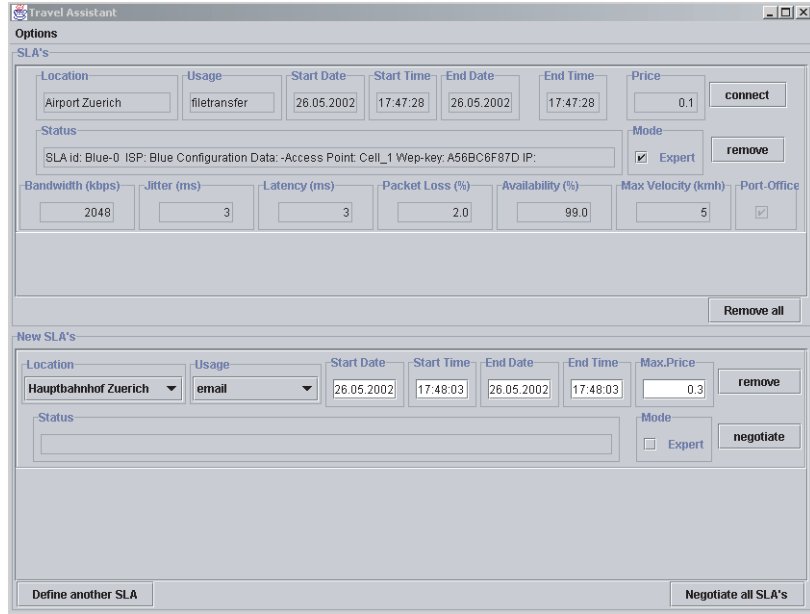 Travel Assistant
Options
SLA's
Location Usage Start Date Start Time End Date End Time Price
Airport Zuerich filetransfer 26.05.2002 17:47:28 26.05.2002 17:47:28 0.1 connect
Status Mode
SLA id: Blue-0 ISP: Blue Configuration Data: -Access Point: Cell_1 Wep-key: A56BC6F87D IP: Expert remove
Bandwidth (kbps) Jitter (ms) Latency (ms) Packet Loss (%) Availability (%) Max Velocity (kmh) Port-Office
2048 3 3 2.0 99.0 5
Remove all
New SLA's
Location Usage Start Date Start Time End Date End Time Max.Price
Hauptbahnhof Zuerich email 26.05.2002 17:48:03 26.05.2002 17:48:03 0.3 remove
Status Mode
Expert negotiate
Define another SLA Negotiate all SLA's